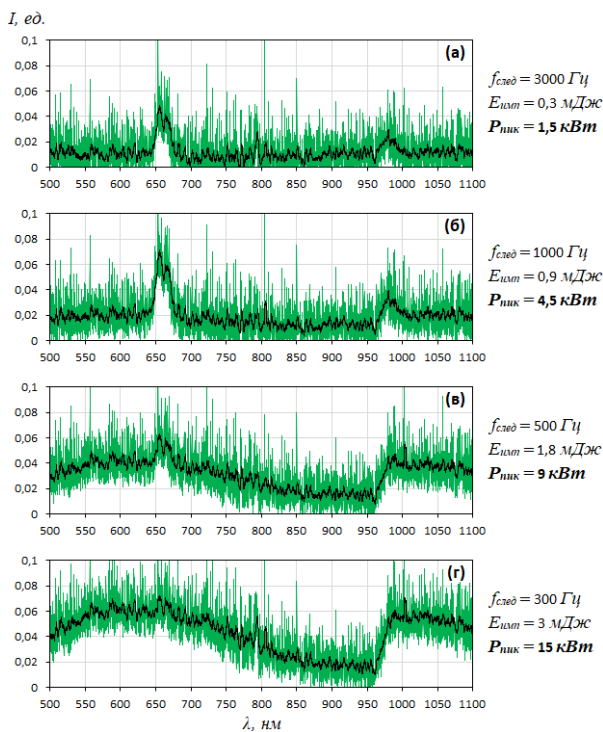 I, ед.
0,1
0,08
0,06
0,04
0,02
0
(а)
500 550 600 650 700 750 800 850 900 950 1000 1050 1100
fслед = 3000 Гц
Eимп = 0,3 мДж
Pпик = 1,5 кВт
0,1
0,08
0,06
0,04
0,02
0
(б)
500 550 600 650 700 750 800 850 900 950 1000 1050 1100
fслед = 1000 Гц
Eимп = 0,9 мДж
Pпик = 4,5 кВт
0,1
0,08
0,06
0,04
0,02
0
(в)
500 550 600 650 700 750 800 850 900 950 1000 1050 1100
fслед = 500 Гц
Eимп = 1,8 мДж
Pпик = 9 кВт
0,1
0,08
0,06
0,04
0,02
0
(г)
500 550 600 650 700 750 800 850 900 950 1000 1050 1100
fслед = 300 Гц
Eимп = 3 мДж
Pпик = 15 кВт
λ, нм